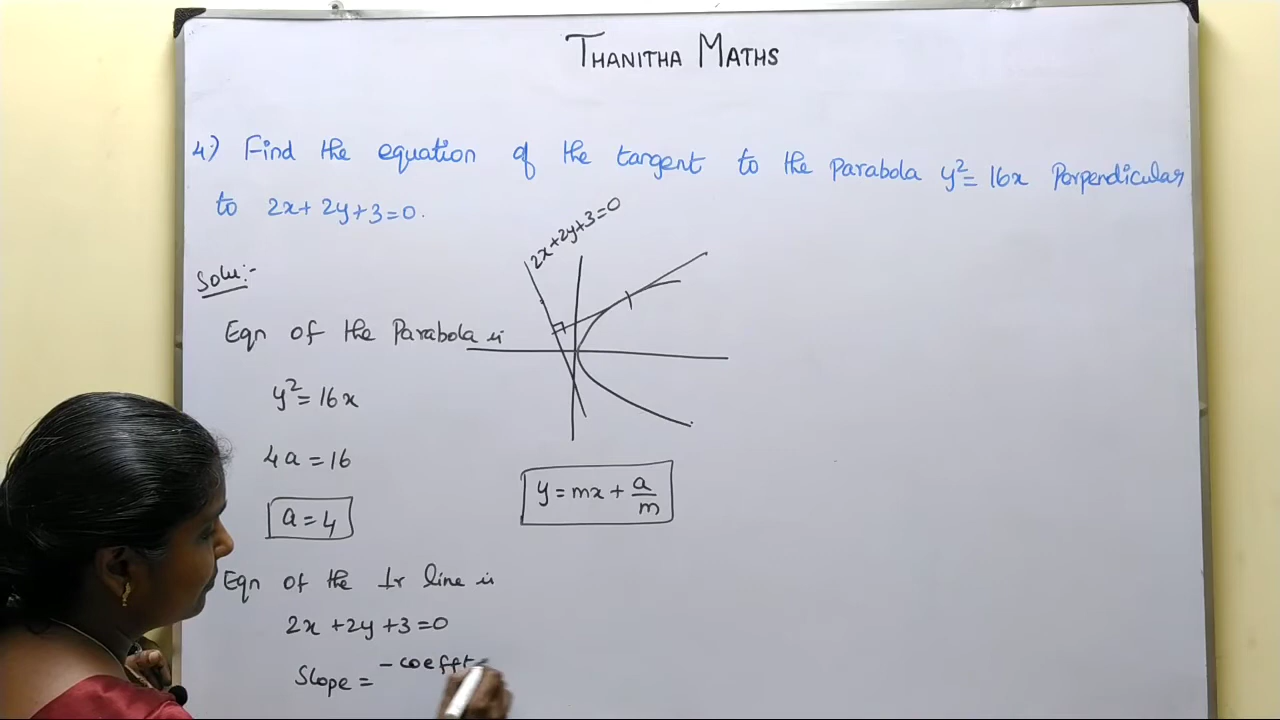 THANITHA MATHS
4) Find the equation of the tangent to the parabola y²= 16x Perpendicular
to 2x+2y+3=0.
Solu:-
2x+2y+3=0
Eqn of the Parabola is
y²=16x
4a=16
a=4
y=mx+a/m
Eqn of the ⊥r line is
2x+2y+3=0
Slope = -coefft